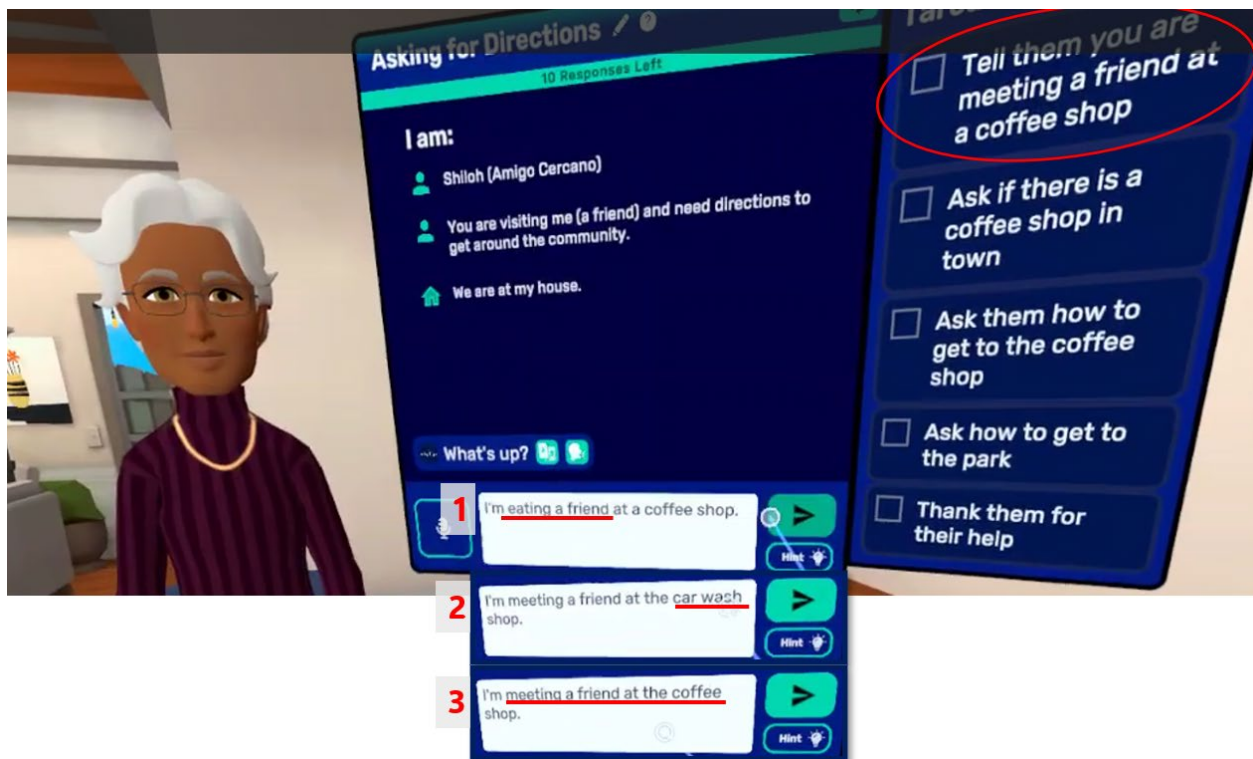 Asking for Directions
10 Responses Left
I am:
Shiloh (Amigo Cercano)
You are visiting me (a friend) and need directions to
get around the community.
We are at my house.
What's up?
1
I'm eating a friend at a coffee shop.
Hint
2
I'm meeting a friend at the car wash
shop.
Hint
3
I'm meeting a friend at the coffee
shop.
Hint
Tell them you are
meeting a friend at
a coffee shop
Ask if there is a
coffee shop in
town
Ask them how to
get to the coffee
shop
Ask how to get to
the park
Thank them for
their help